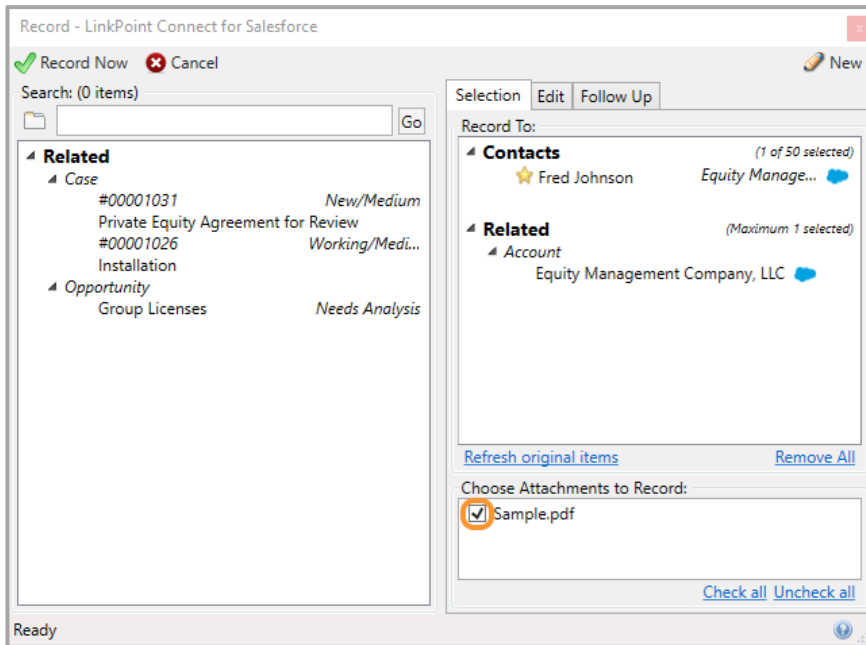 Record - LinkPoint Connect for Salesforce
x
Record Now Cancel
New
Search: (0 items)
Go
Related
Case
#00001031 New/Medium
Private Equity Agreement for Review
#00001026 Working/Medi...
Installation
Opportunity
Group Licenses Needs Analysis
Selection Edit Follow Up
Record To:
Contacts (1 of 50 selected)
Fred Johnson Equity Manage...
Related (Maximum 1 selected)
Account
Equity Management Company, LLC
Refresh original items Remove All
Choose Attachments to Record:
Sample.pdf
Check all Uncheck all
Ready
?